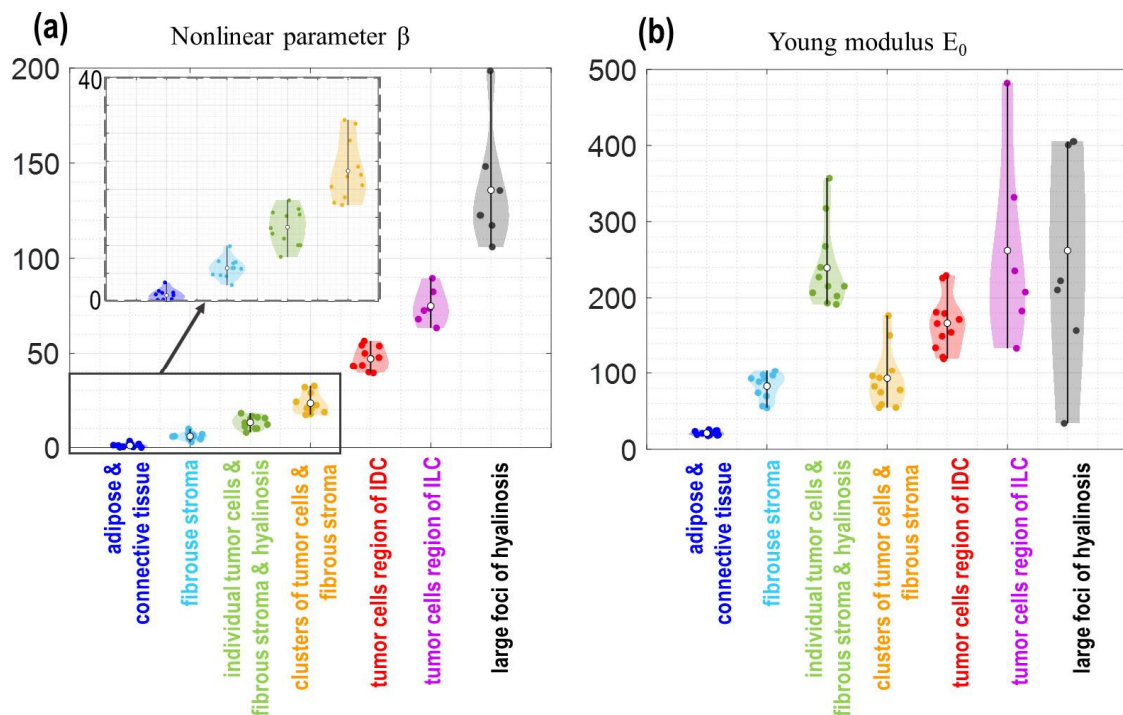 (a)
Nonlinear parameter β
200
150
100
50
0
40
0
adipose &
connective tissue
fibrouse stroma
individual tumor cells &
fibrous stroma & hyalinosis
clusters of tumor cells &
fibrous stroma
tumor cells region of IDC
tumor cells region of ILC
large foci of hyalinosis
(b)
Young modulus E₀
500
400
300
200
100
0
adipose &
connective tissue
fibrouse stroma
individual tumor cells &
fibrous stroma & hyalinosis
clusters of tumor cells &
fibrous stroma
tumor cells region of IDC
tumor cells region of ILC
large foci of hyalinosis